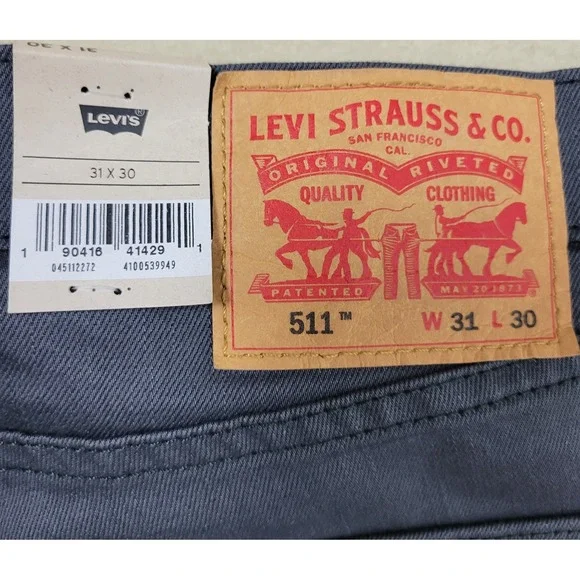 31 X 30
LEVI'S®
31 X 30
1 90416 41429 1
045112272 4100539949
LEVI STRAUSS & CO.
SAN FRANCISCO
CAL.
ORIGINAL RIVETED
QUALITY CLOTHING
PATENTED MAY 20 1873
®
511™ W 31 L 30